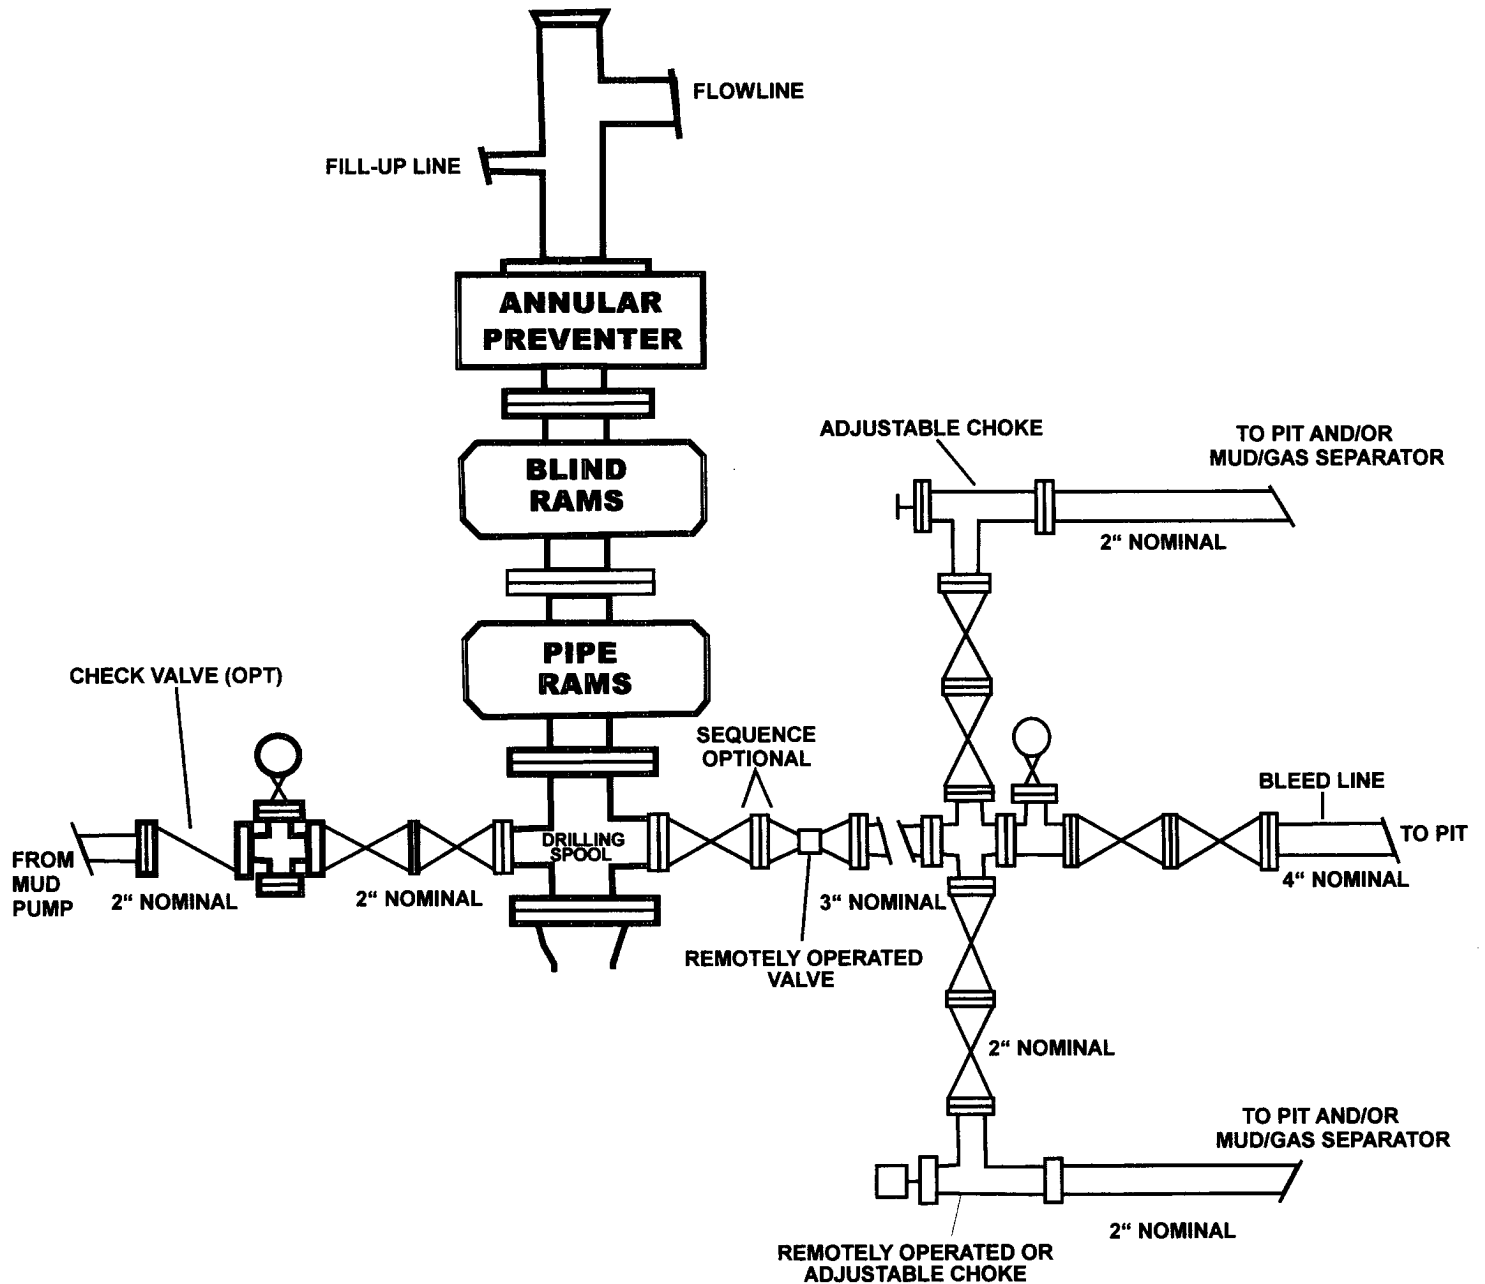 FLOWLINE
FILL-UP LINE
ANNULAR
PREVENTER
BLIND
RAMS
PIPE
RAMS
ADJUSTABLE CHOKE
TO PIT AND/OR
MUD/GAS SEPARATOR
2“ NOMINAL
CHECK VALVE (OPT)
SEQUENCE
OPTIONAL
BLEED LINE
TO PIT
4“ NOMINAL
DRILLING
SPOOL
FROM
MUD
PUMP
2“ NOMINAL
2“ NOMINAL
3“ NOMINAL
REMOTELY OPERATED
VALVE
2“ NOMINAL
TO PIT AND/OR
MUD/GAS SEPARATOR
2“ NOMINAL
REMOTELY OPERATED OR
ADJUSTABLE CHOKE